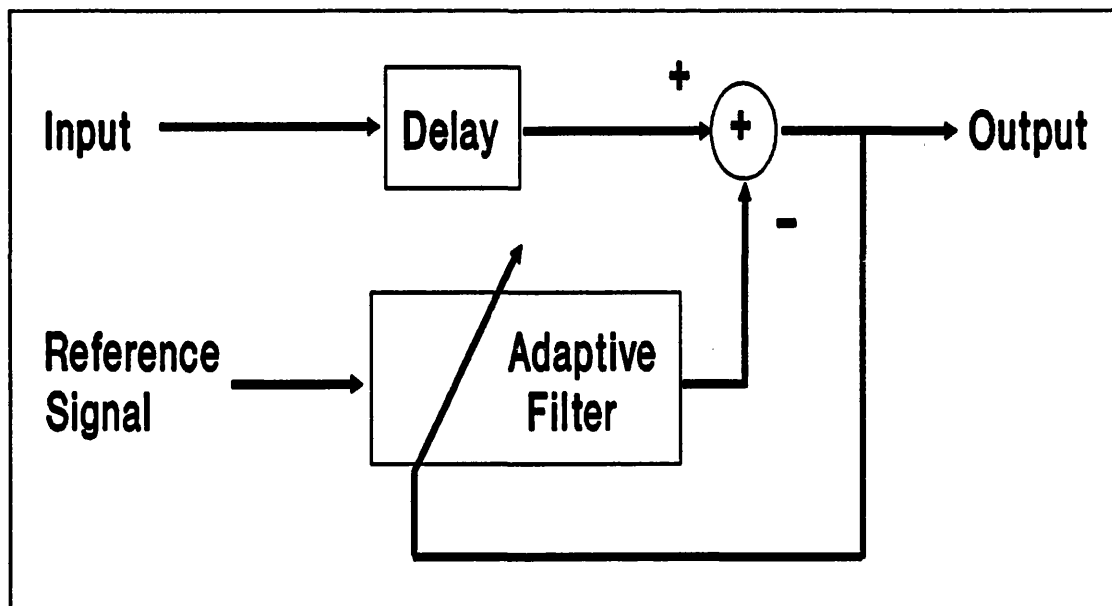 Input
Delay
+
+
Output
-
Reference
Signal
Adaptive
Filter